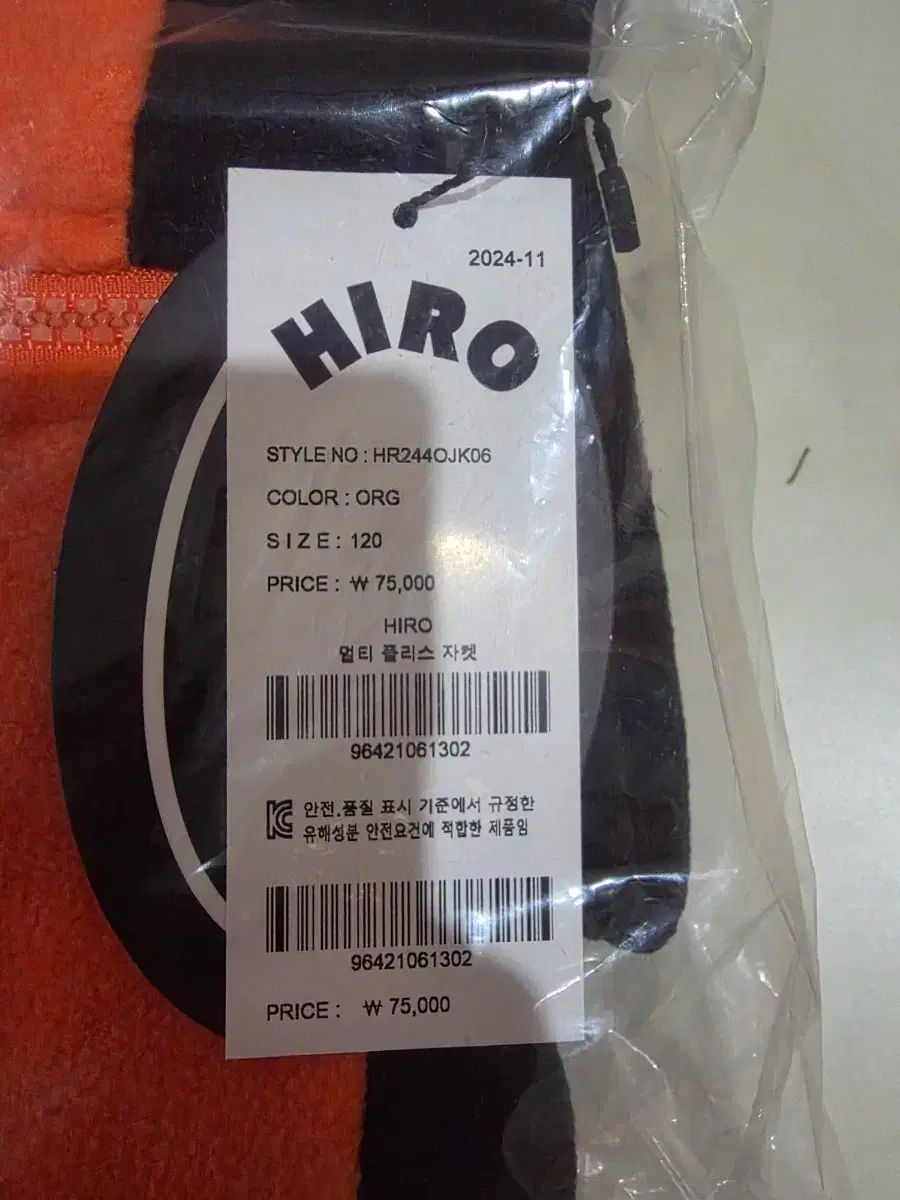 2024-11
HIRO
STYLE NO : HR244OJK06
COLOR : ORG
SIZE : 120
PRICE : ₩ 75,000
HIRO
멀티 플리스 자켓
96421061302
KC 안전.품질 표시 기준에서 규정한
유해성분 안전요건에 적합한 제품임
96421061302
PRICE : ₩ 75,000